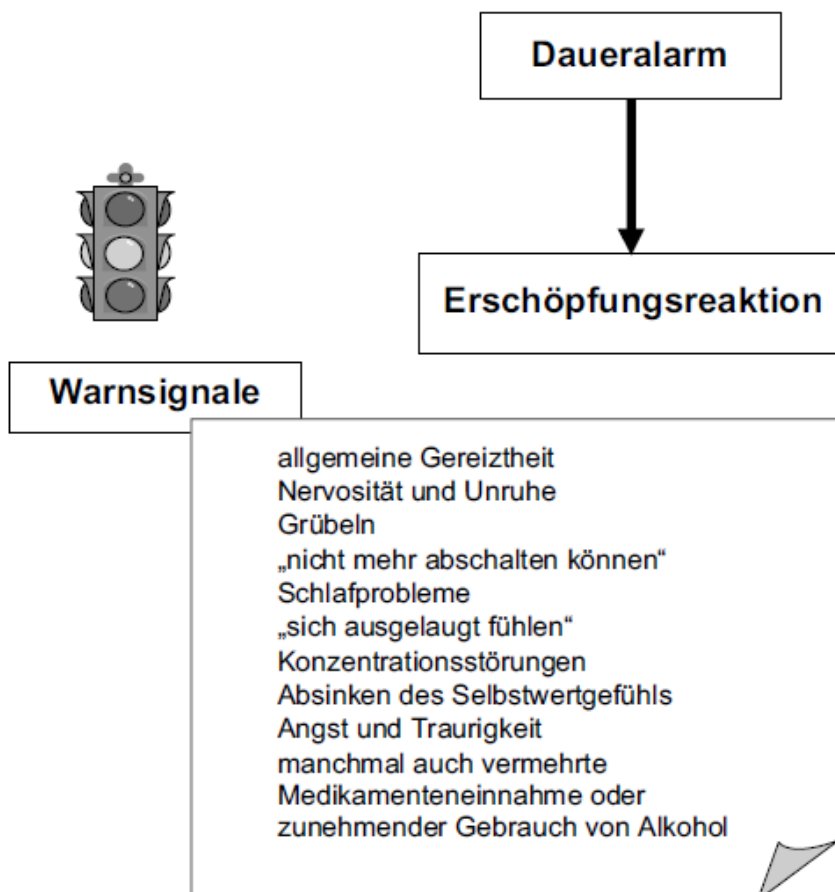 Daueralarm
Erschöpfungsreaktion
Warnsignale
allgemeine Gereiztheit
Nervosität und Unruhe
Grübeln
„nicht mehr abschalten können“
Schlafprobleme
„sich ausgelaugt fühlen“
Konzentrationsstörungen
Absinken des Selbstwertgefühls
Angst und Traurigkeit
manchmal auch vermehrte
Medikamenteneinnahme oder
zunehmender Gebrauch von Alkohol